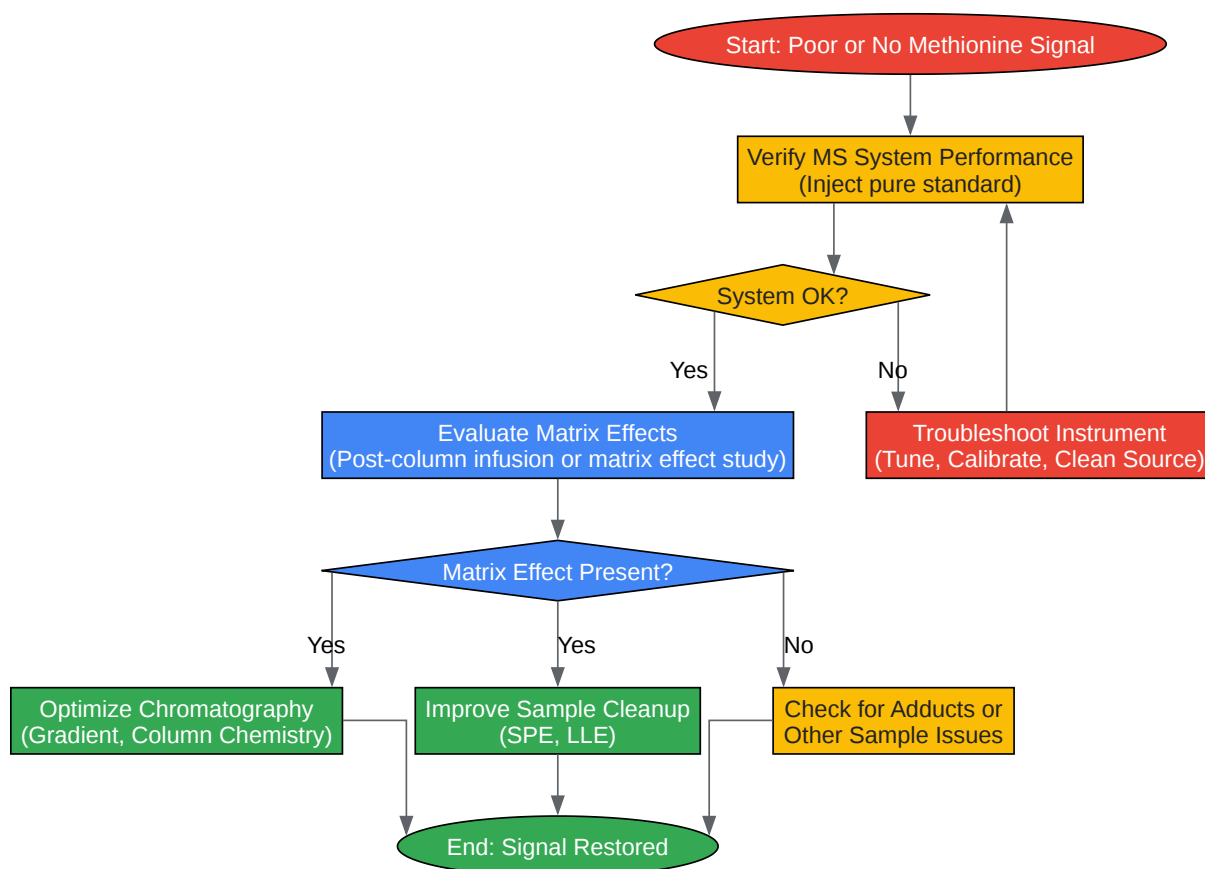 Start: Poor or No Methionine Signal
Verify MS System Performance
(Inject pure standard)
System OK?
Yes
No
Evaluate Matrix Effects
(Post-column infusion or matrix effect study)
Troubleshoot Instrument
(Tune, Calibrate, Clean Source)
Matrix Effect Present?
Yes
Yes
No
Optimize Chromatography
(Gradient, Column Chemistry)
Improve Sample Cleanup
(SPE, LLE)
Check for Adducts or
Other Sample Issues
End: Signal Restored